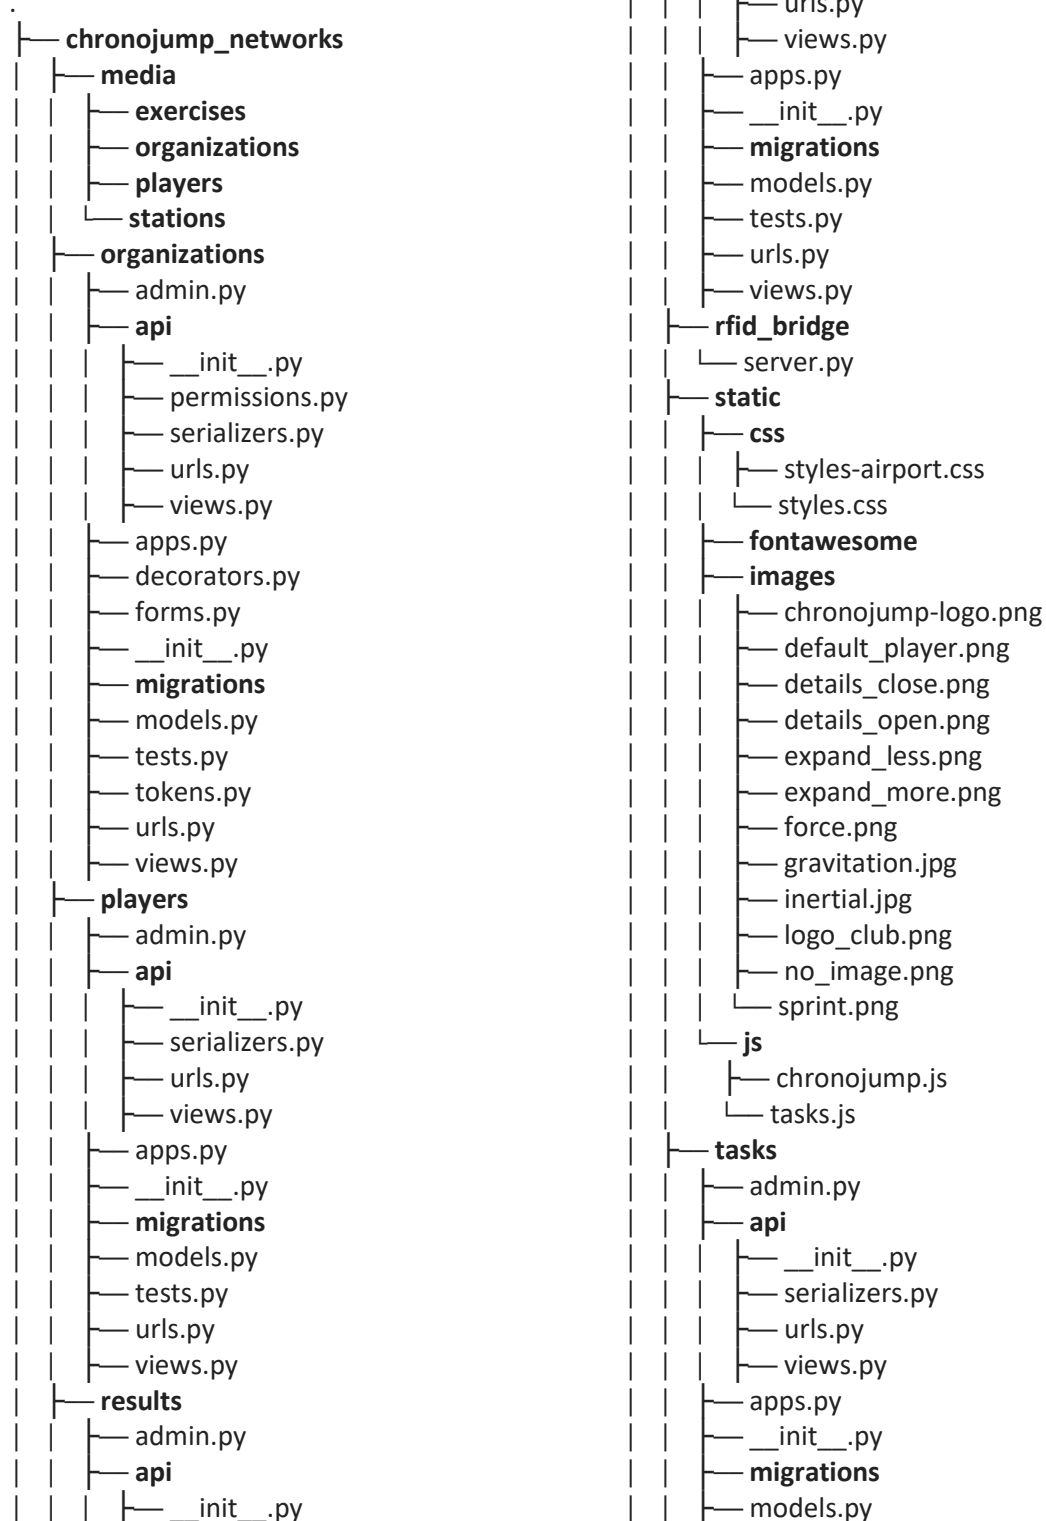 .
├── chronojump_networks
│ ├── media
│ │ ├── exercises
│ │ ├── organizations
│ │ ├── players
│ │ └── stations
│ ├── organizations
│ │ ├── admin.py
│ │ ├── api
│ │ │ ├── __init__.py
│ │ │ ├── permissions.py
│ │ │ ├── serializers.py
│ │ │ ├── urls.py
│ │ │ ├── views.py
│ │ ├── apps.py
│ │ ├── decorators.py
│ │ ├── forms.py
│ │ ├── __init__.py
│ │ ├── migrations
│ │ ├── models.py
│ │ ├── tests.py
│ │ ├── tokens.py
│ │ ├── urls.py
│ │ ├── views.py
│ ├── players
│ │ ├── admin.py
│ │ ├── api
│ │ │ ├── __init__.py
│ │ │ ├── serializers.py
│ │ │ ├── urls.py
│ │ │ ├── views.py
│ │ ├── apps.py
│ │ ├── __init__.py
│ │ ├── migrations
│ │ ├── models.py
│ │ ├── tests.py
│ │ ├── urls.py
│ │ ├── views.py
│ ├── results
│ │ ├── admin.py
│ │ ├── api
│ │ │ ├── __init__.py
│ │ │ ├── urls.py
│ │ │ ├── views.py
│ │ ├── apps.py
│ │ ├── __init__.py
│ │ ├── migrations
│ │ ├── models.py
│ │ ├── tests.py
│ │ ├── urls.py
│ │ ├── views.py
│ ├── rfid_bridge
│ │ └── server.py
│ ├── static
│ │ ├── css
│ │ │ ├── styles-airport.css
│ │ │ └── styles.css
│ │ ├── fontawesome
│ │ ├── images
│ │ │ ├── chronojump-logo.png
│ │ │ ├── default_player.png
│ │ │ ├── details_close.png
│ │ │ ├── details_open.png
│ │ │ ├── expand_less.png
│ │ │ ├── expand_more.png
│ │ │ ├── force.png
│ │ │ ├── gravitation.jpg
│ │ │ ├── inertial.jpg
│ │ │ ├── logo_club.png
│ │ │ ├── no_image.png
│ │ │ └── sprint.png
│ │ └── js
│ │ ├── chronojump.js
│ │ └── tasks.js
│ ├── tasks
│ │ ├── admin.py
│ │ ├── api
│ │ │ ├── __init__.py
│ │ │ ├── serializers.py
│ │ │ ├── urls.py
│ │ │ ├── views.py
│ │ ├── apps.py
│ │ ├── __init__.py
│ │ ├── migrations
│ │ ├── models.py